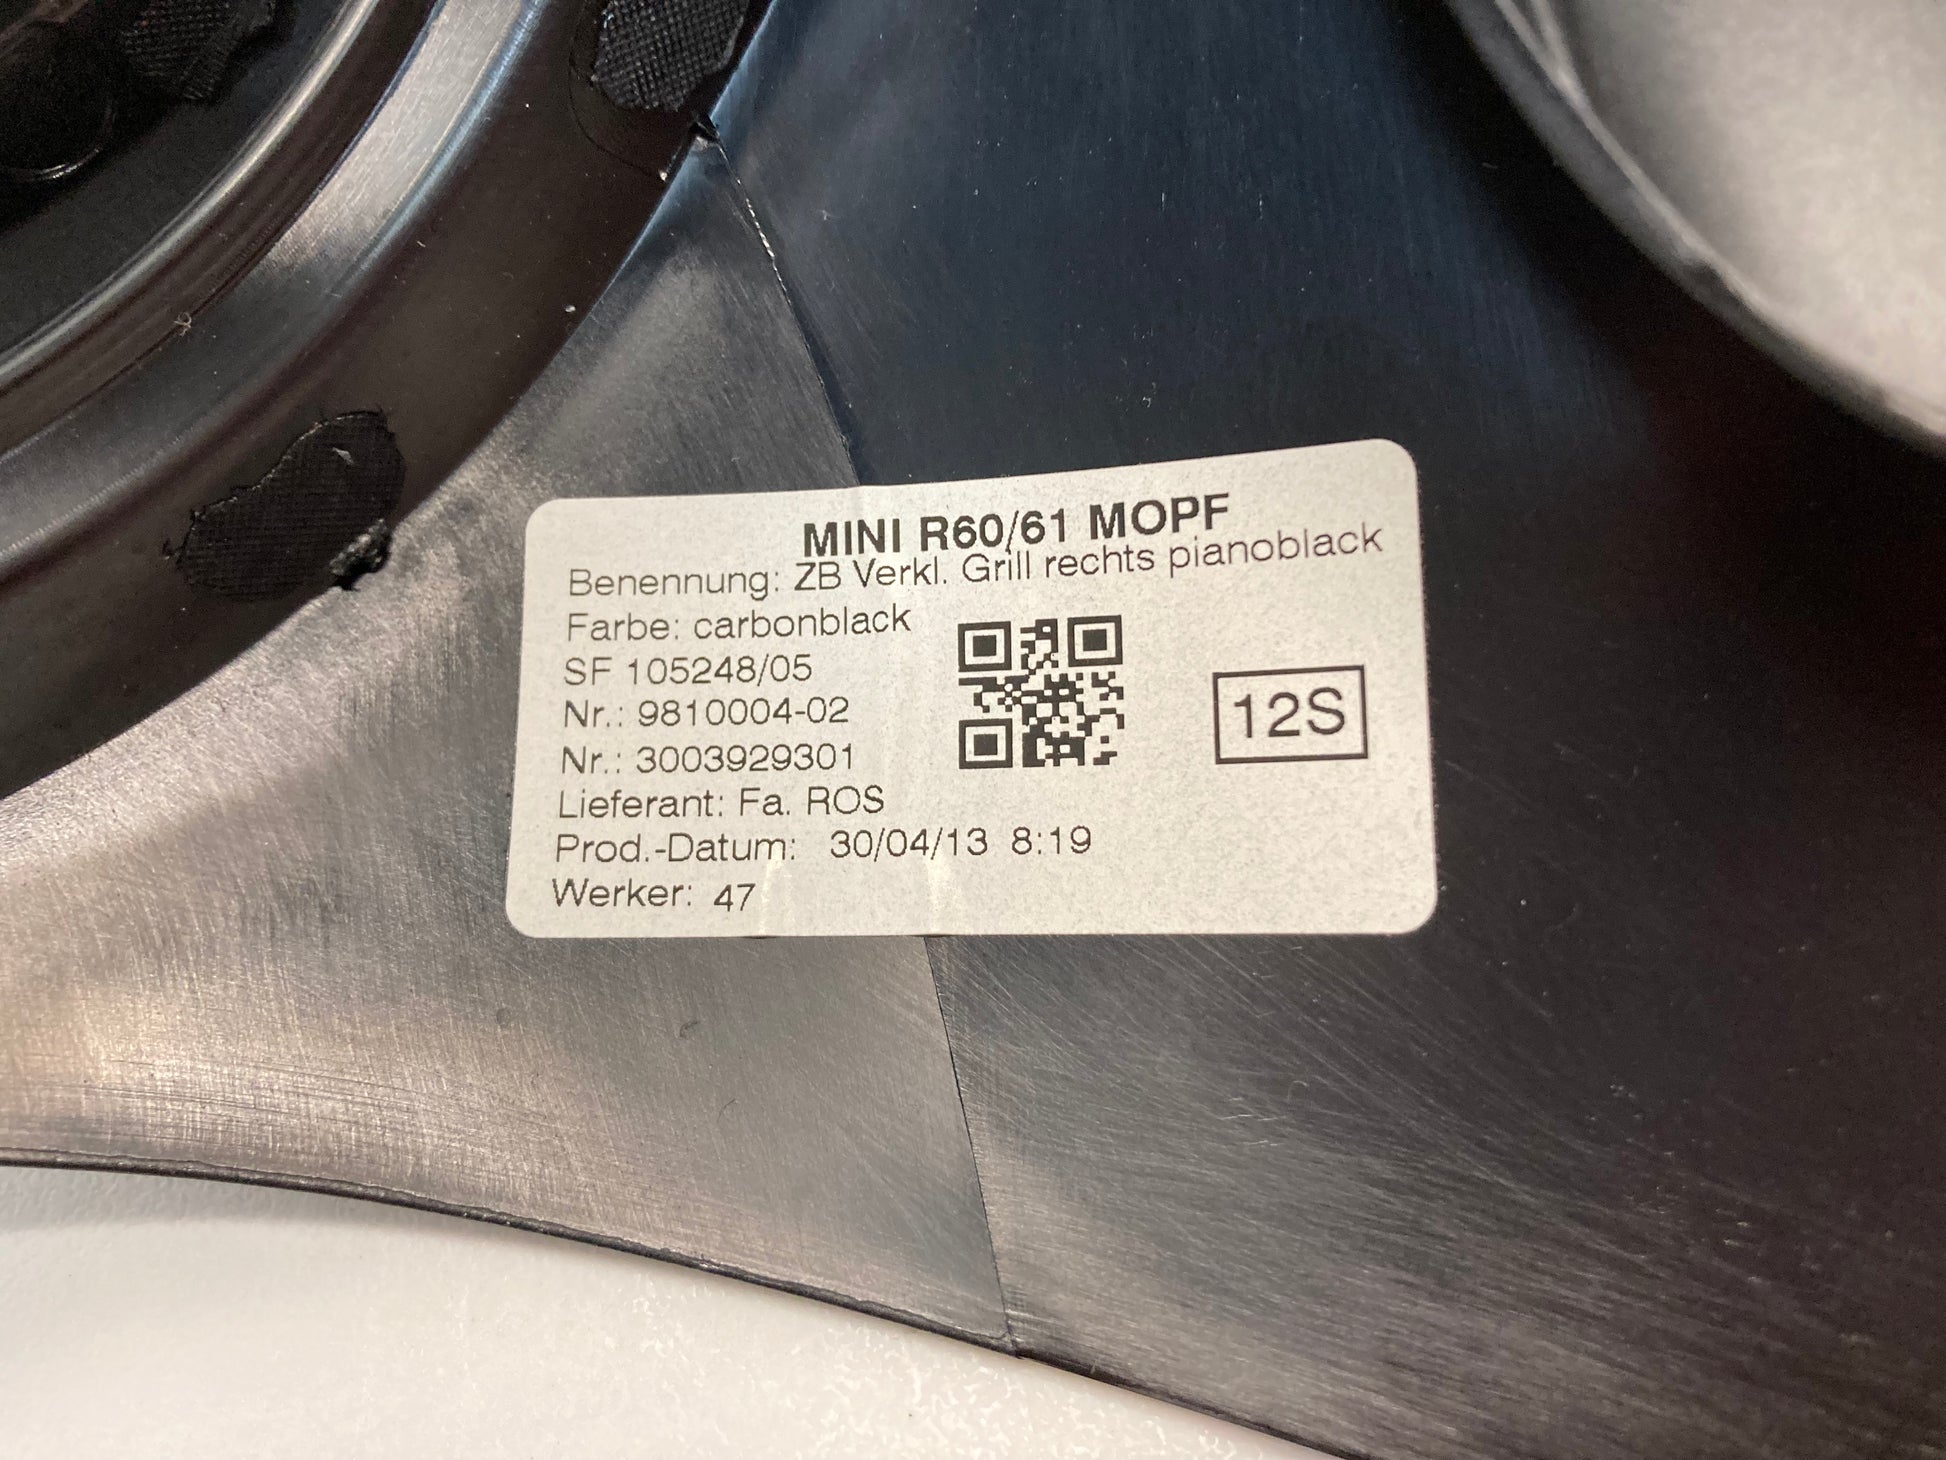 MINI R60/61 MOPF
Benennung: ZB Verkl. Grill rechts pianoblack
Farbe: carbonblack
SF 105248/05
Nr.: 9810004-02
12S
Nr.: 3003929301
Lieferant: Fa. ROS
Prod.-Datum: 30/04/13 8:19
Werker: 47